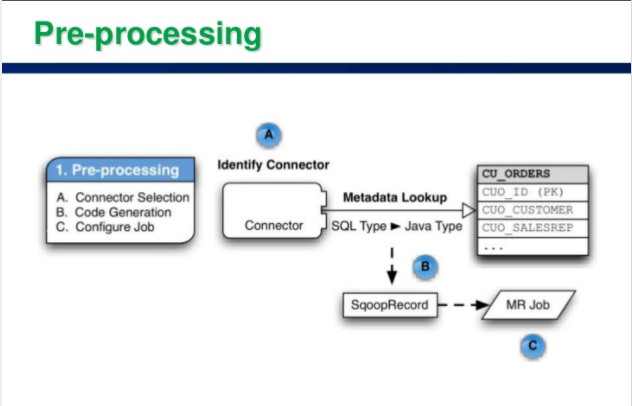 Pre-processing
A
1. Pre-processing
A. Connector Selection
B. Code Generation
C. Configure Job
Identify Connector
Connector
Metadata Lookup
SQL Type ► Java Type
CU_ORDERS
CUO_ID (PK)
CUO_CUSTOMER
CUO_SALESREP
...
B
SqoopRecord
MR Job
C